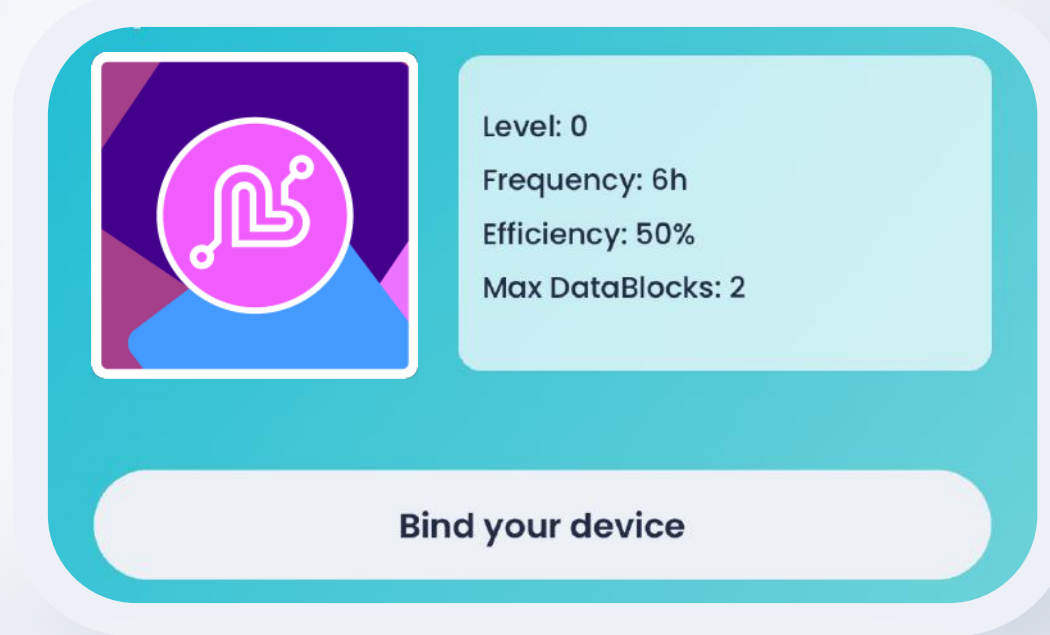 Level: 0
Frequency: 6h
Efficiency: 50%
Max DataBlocks: 2
Bind your device